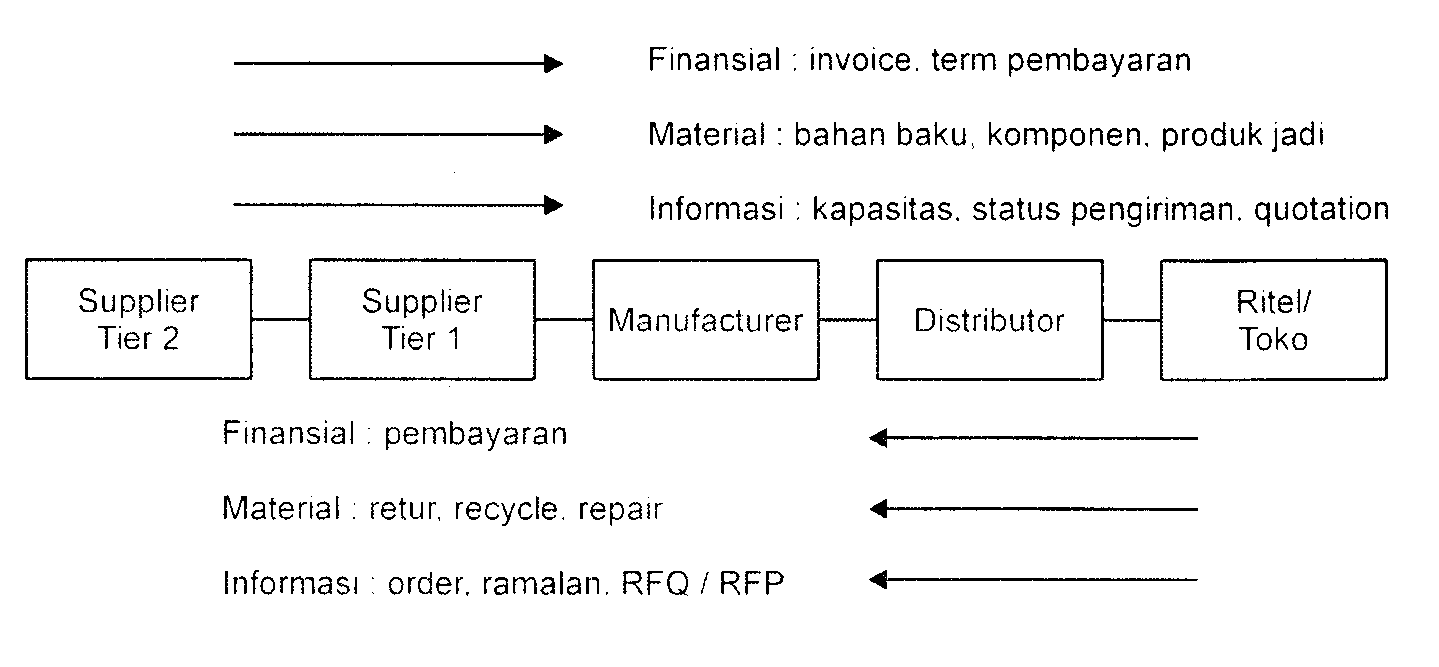 Finansial : invoice, term pembayaran
Material : bahan baku, komponen, produk jadi
Informasi : kapasitas, status pengiriman, quotation
Supplier
Tier 2
Supplier
Tier 1
Manufacturer
Distributor
Ritel/
Toko
Finansial : pembayaran
Material : retur, recycle, repair
Informasi : order, ramalan, RFQ / RFP